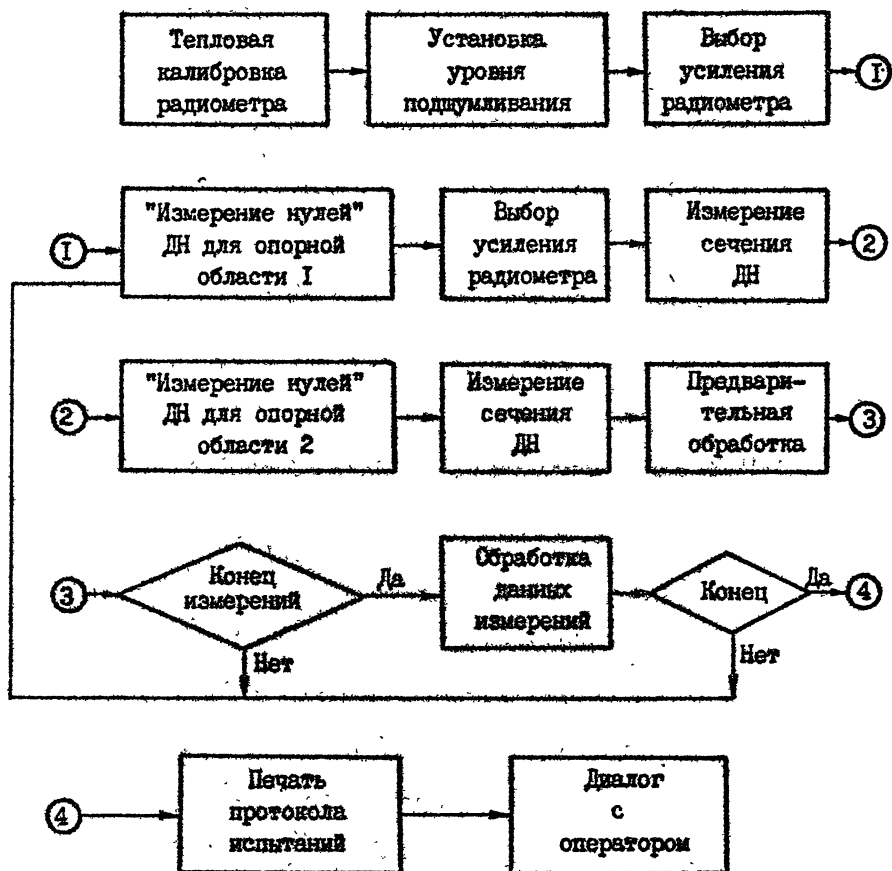 Тепловая
калибровка
радиометра
Установка
уровня
подшумливания
Выбор
усиления
радиометра
I
I
"Измерение нулей"
ДН для опорной
области I
Выбор
усиления
радиометра
Измерение
сечения
ДН
2
2
"Измерение нулей"
ДН для опорной
области 2
Измерение
сечения
ДН
Предвари-
тельная
обработка
3
3
Конец
измерений
Да
Нет
Обработка
данных
измерений
Конец
Да
Нет
4
4
Печать
протокола
испытаний
Диалог
с
оператором